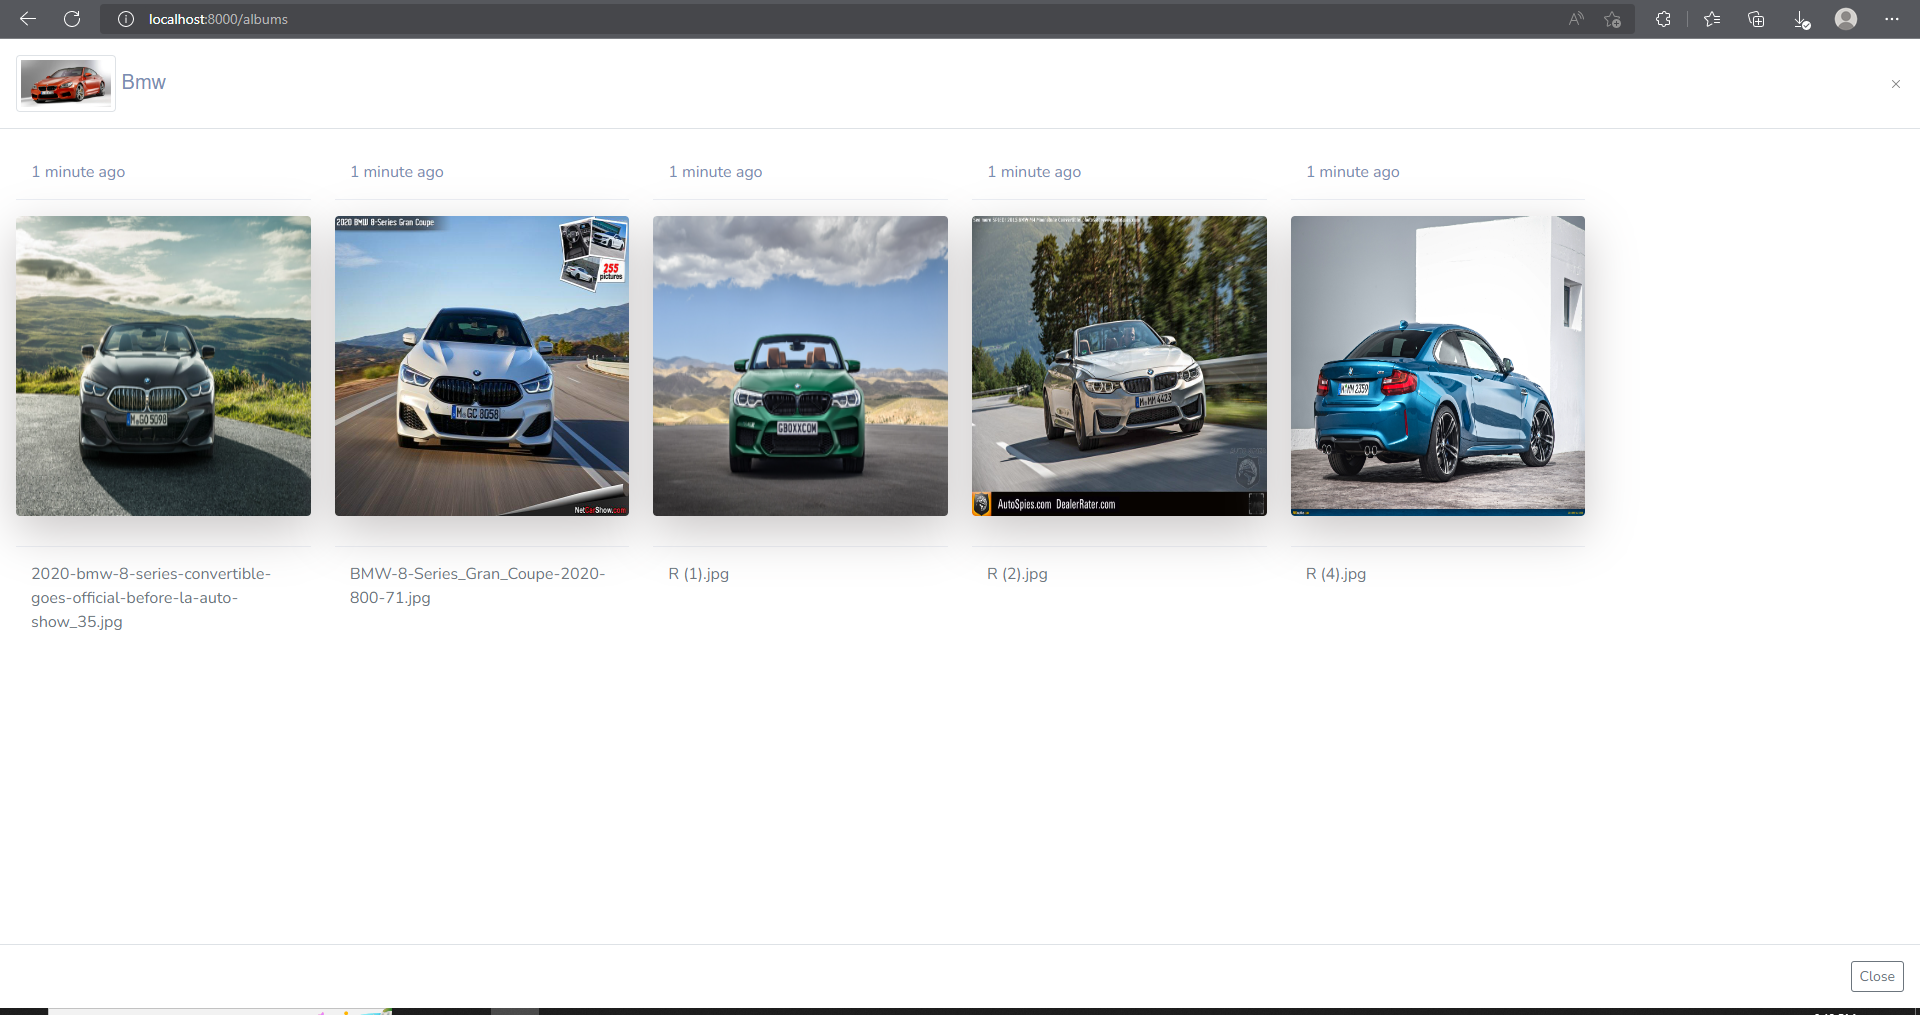 localhost:8000/albums
Bmw
1 minute ago
1 minute ago
1 minute ago
1 minute ago
1 minute ago
2020 BMW 8-Series Gran Coupe
255
pictures
M GO 5098
M GC 8058
GBOXXCOM
M MM 4423
M 2359
NetCarShow.com
AutoSpies.com DealerRater.com
2020-bmw-8-series-convertible-
goes-official-before-la-auto-
show_35.jpg
BMW-8-Series_Gran_Coupe-2020-
800-71.jpg
R (1).jpg
R (2).jpg
R (4).jpg
Close